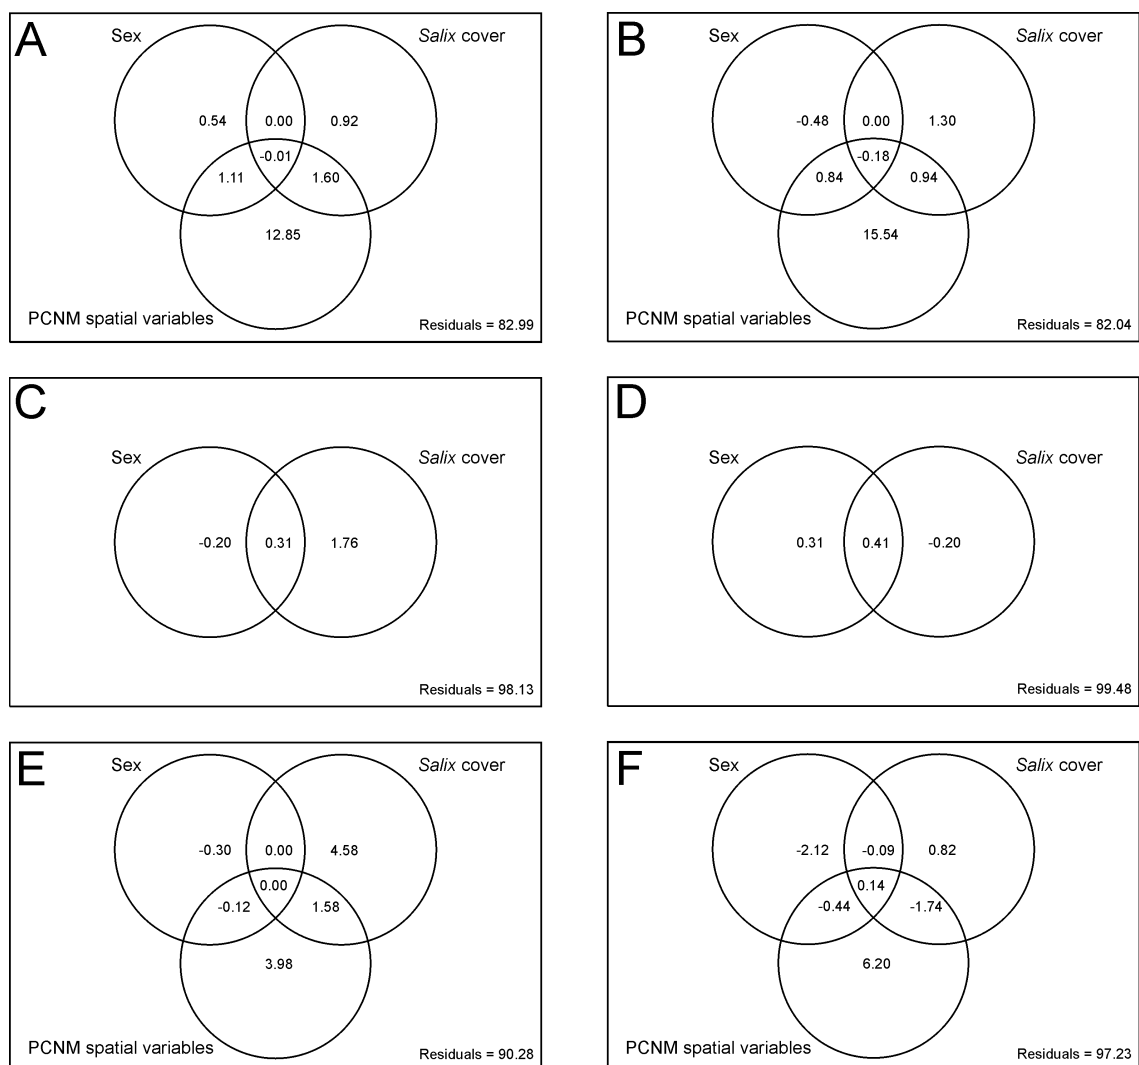 A
Sex
Salix cover
0.54
0.00
0.92
-0.01
1.11
1.60
12.85
PCNM spatial variables
Residuals = 82.99
B
Sex
Salix cover
-0.48
0.00
1.30
-0.18
0.84
0.94
15.54
PCNM spatial variables
Residuals = 82.04
C
Sex
Salix cover
-0.20
0.31
1.76
Residuals = 98.13
D
Sex
Salix cover
0.31
0.41
-0.20
Residuals = 99.48
E
Sex
Salix cover
-0.30
0.00
4.58
0.00
-0.12
1.58
3.98
PCNM spatial variables
Residuals = 90.28
F
Sex
Salix cover
-2.12
-0.09
0.82
0.14
-0.44
-1.74
6.20
PCNM spatial variables
Residuals = 97.23